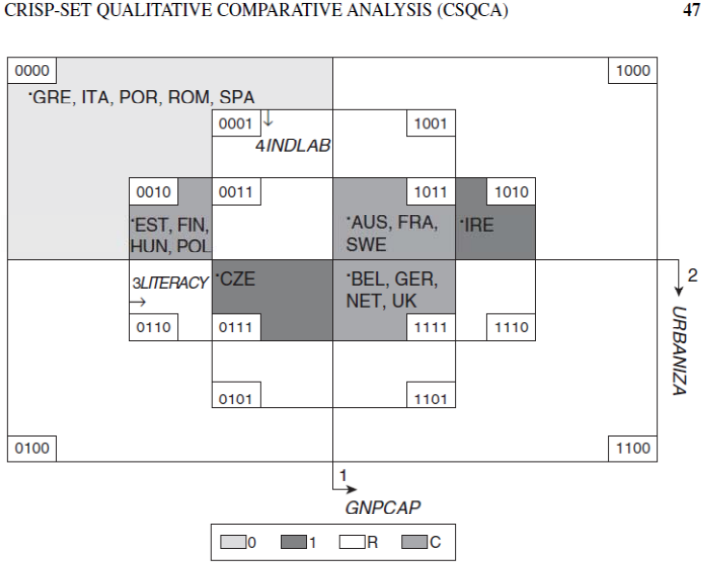 CRISP-SET QUALITATIVE COMPARATIVE ANALYSIS (CSQCA) 47
0000 1000
*GRE, ITA, POR, ROM, SPA
0001 ↓ 1001
4INDLAB
0010 0011 1011 1010
*EST, FIN, *AUS, FRA, *IRE
HUN, POL SWE
3LITERACY *CZE *BEL, GER, 2
→ NET, UK
URBANIZA
0110 0111 1111 1110
0101 1101
0100 1100
1
GNPCAP
0 1 R C